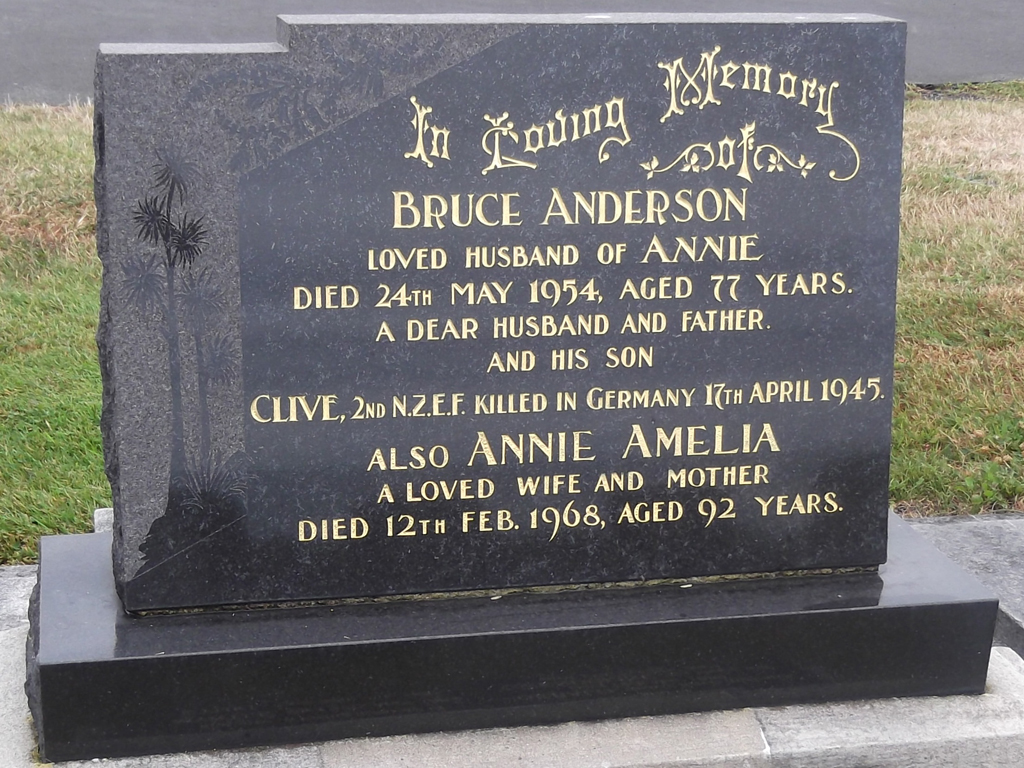 In Loving Memory
of
BRUCE ANDERSON
LOVED HUSBAND OF ANNIE
DIED 24TH MAY 1954, AGED 77 YEARS.
A DEAR HUSBAND AND FATHER.
AND HIS SON
CLIVE, 2ND N.Z.E.F. KILLED IN GERMANY 17TH APRIL 1945.
ALSO ANNIE AMELIA
A LOVED WIFE AND MOTHER
DIED 12TH FEB. 1968, AGED 92 YEARS.